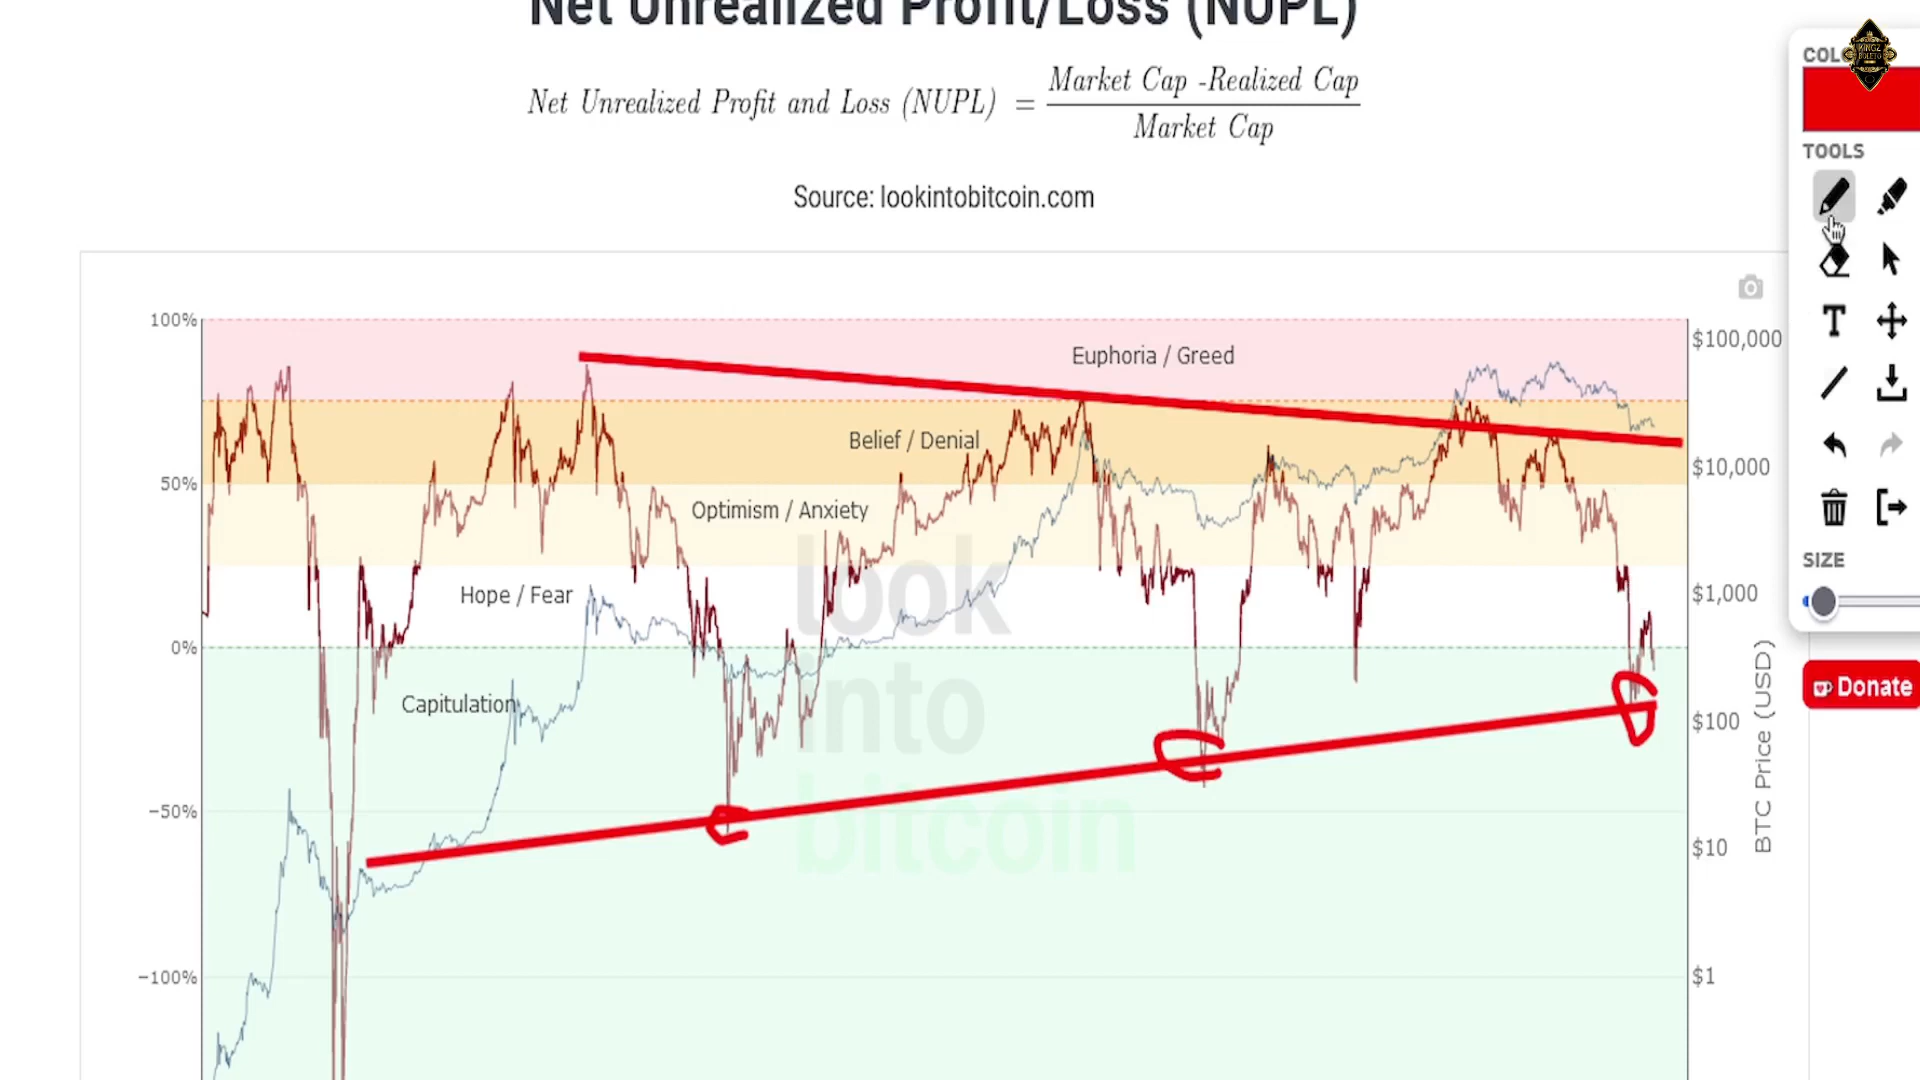 Net Unrealized Profit/Loss (NUPL)
Net Unrealized Profit and Loss (NUPL) = Market Cap -Realized Cap
Market Cap
Source: lookintobitcoin.com
COLO
TOOLS
SIZE
Donate
100%
50%
0%
−50%
−100%
Euphoria / Greed
Belief / Denial
Optimism / Anxiety
Hope / Fear
Capitulation
look
into
bitcoin
$100,000
$10,000
$1,000
$100
$10
$1
BTC Price (USD)